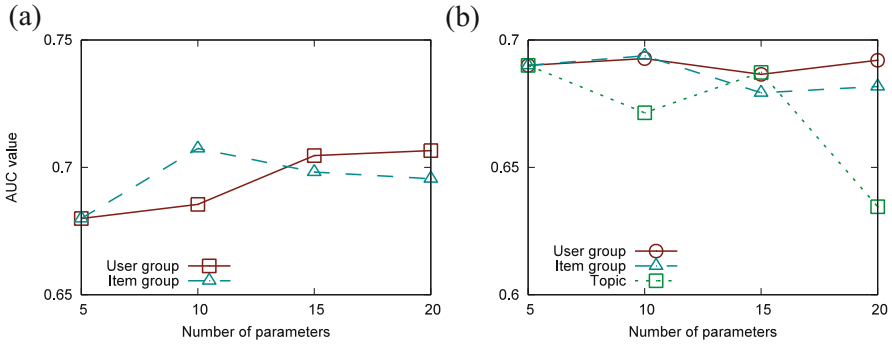 (a)
0.75
0.7
0.65
AUC value
User group
Item group
5 10 15 20
Number of parameters
(b)
0.7
0.65
0.6
User group
Item group
Topic
5 10 15 20
Number of parameters